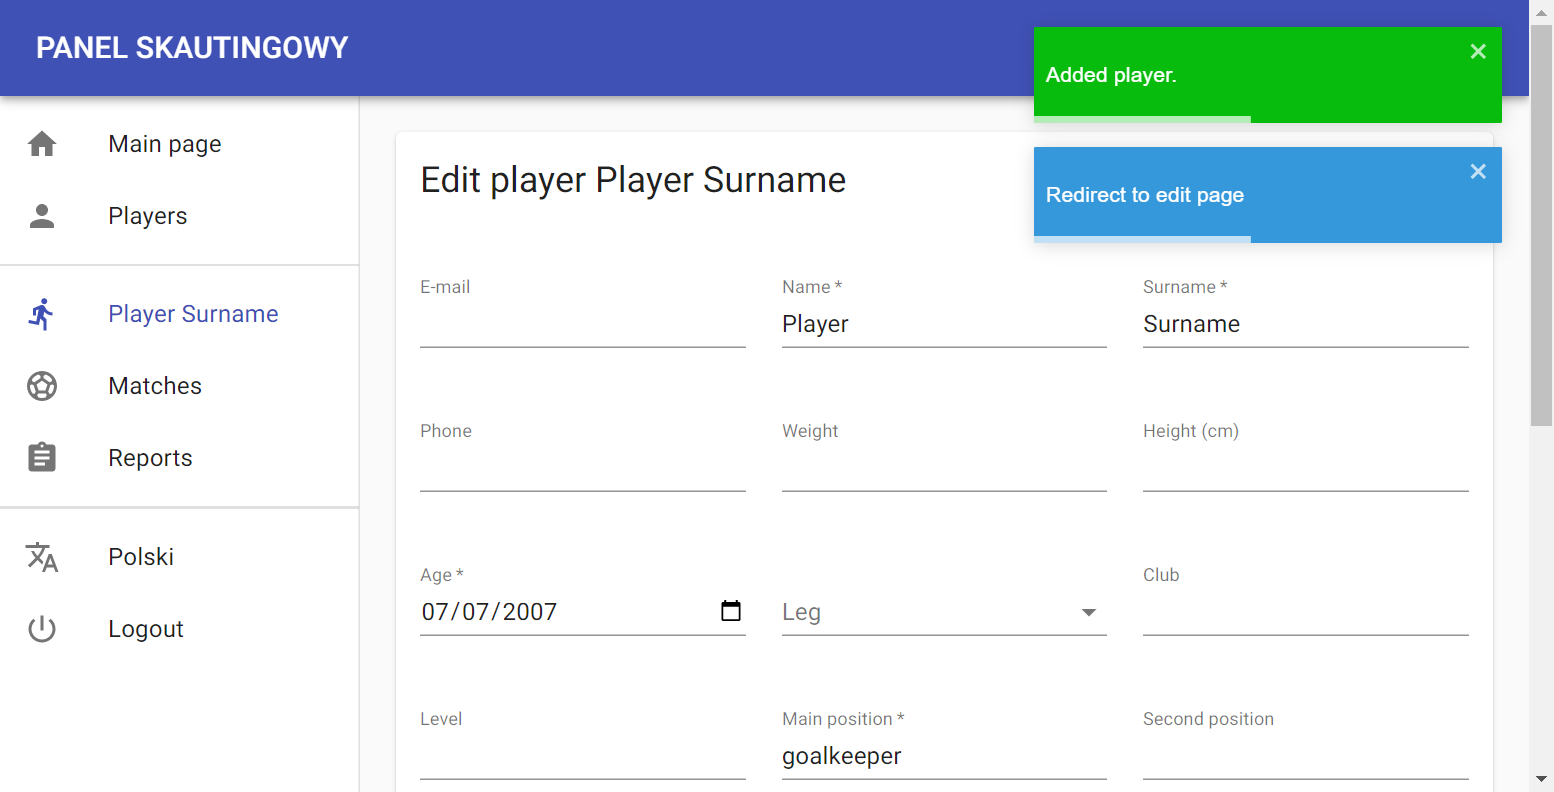 PANEL SKAUTINGOWY
Added player.
Redirect to edit page
Main page
Players
Player Surname
Matches
Reports
Polski
Logout
Edit player Player Surname
E-mail
Name *
Player
Surname *
Surname
Phone
Weight
Height (cm)
Age *
07/07/2007
Leg
Club
Level
Main position *
goalkeeper
Second position